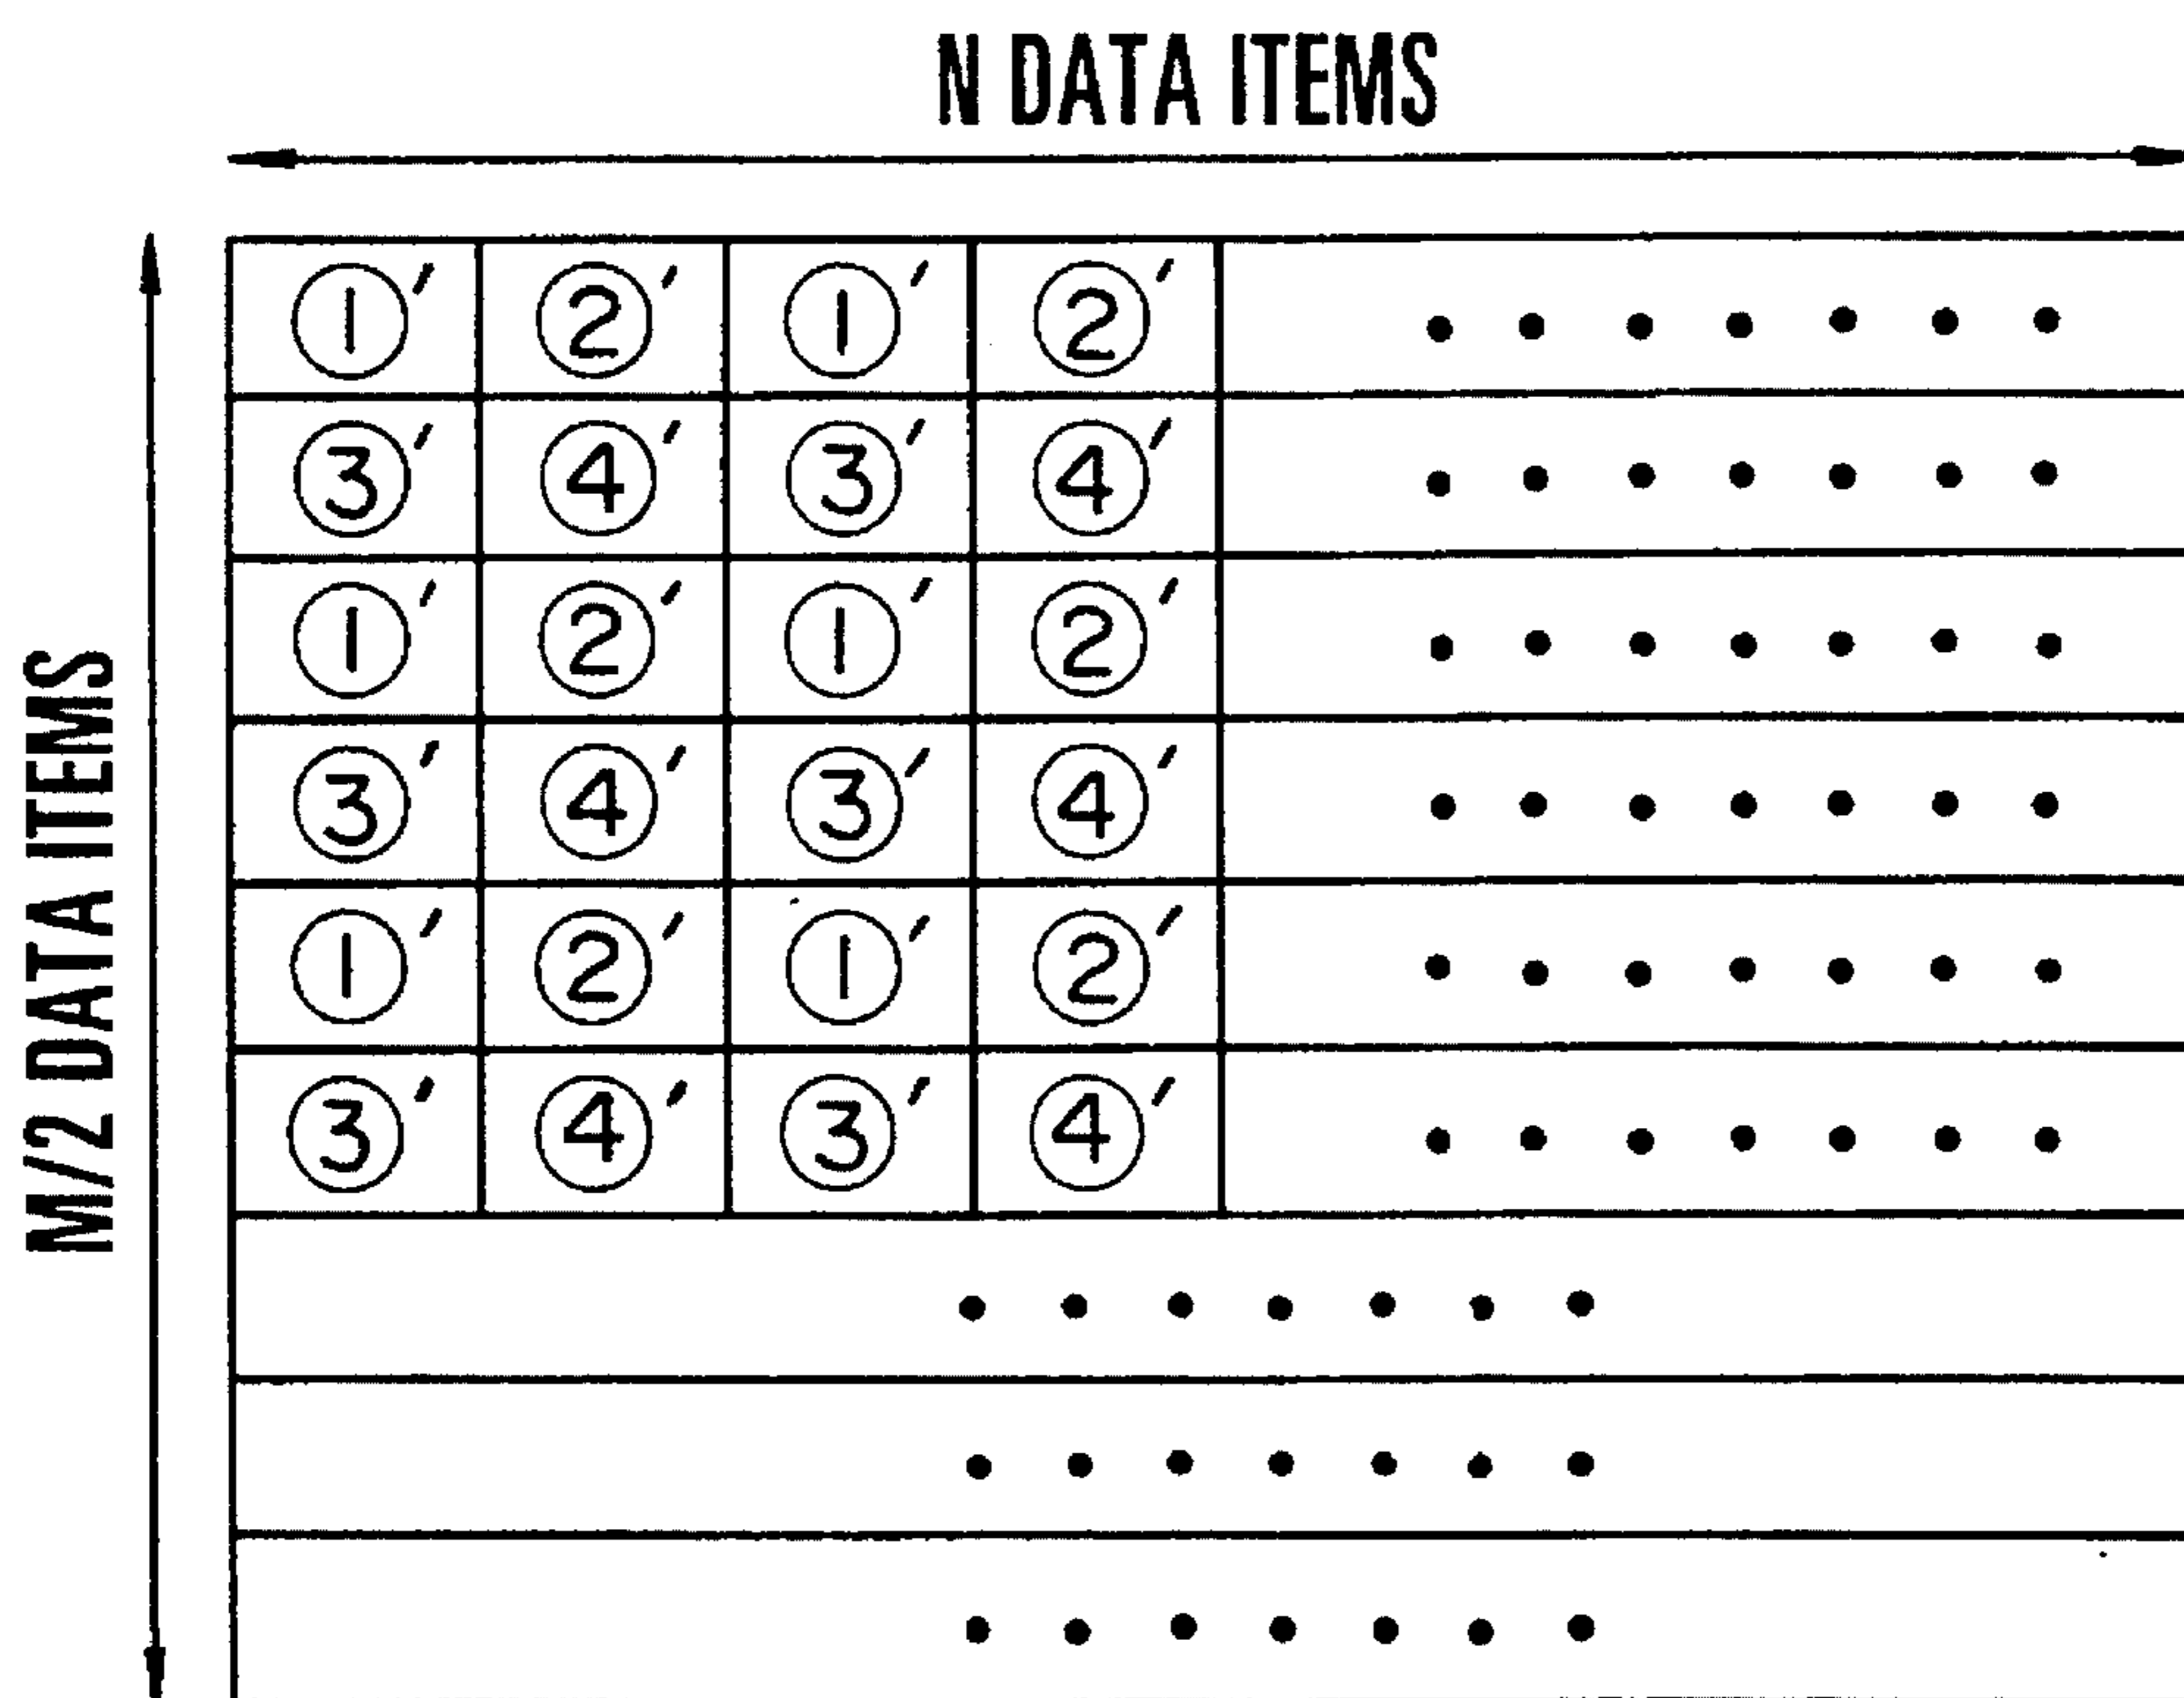 N DATA ITEMS
M/2 DATA ITEMS
①′ ②′ ①′ ②′ • • • • • • •
③′ ④′ ③′ ④′ • • • • • • •
①′ ②′ ①′ ②′ • • • • • • •
③′ ④′ ③′ ④′ • • • • • • •
①′ ②′ ①′ ②′ • • • • • • •
③′ ④′ ③′ ④′ • • • • • • •
• • • • • • •
• • • • • • •
• • • • • • •